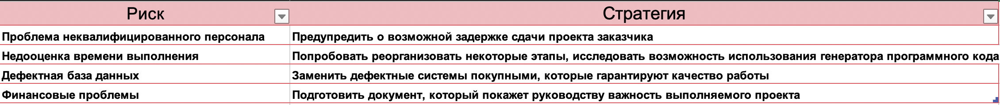 Риск Стратегия
Проблема неквалифицированного персонала Предупредить о возможной задержке сдачи проекта заказчика
Недооценка времени выполнения Попробовать реорганизовать некоторые этапы, исследовать возможность использования генератора программного кода
Дефектная база данных Заменить дефектные системы покупными, которые гарантируют качество работы
Финансовые проблемы Подготовить документ, который покажет руководству важность выполняемого проекта